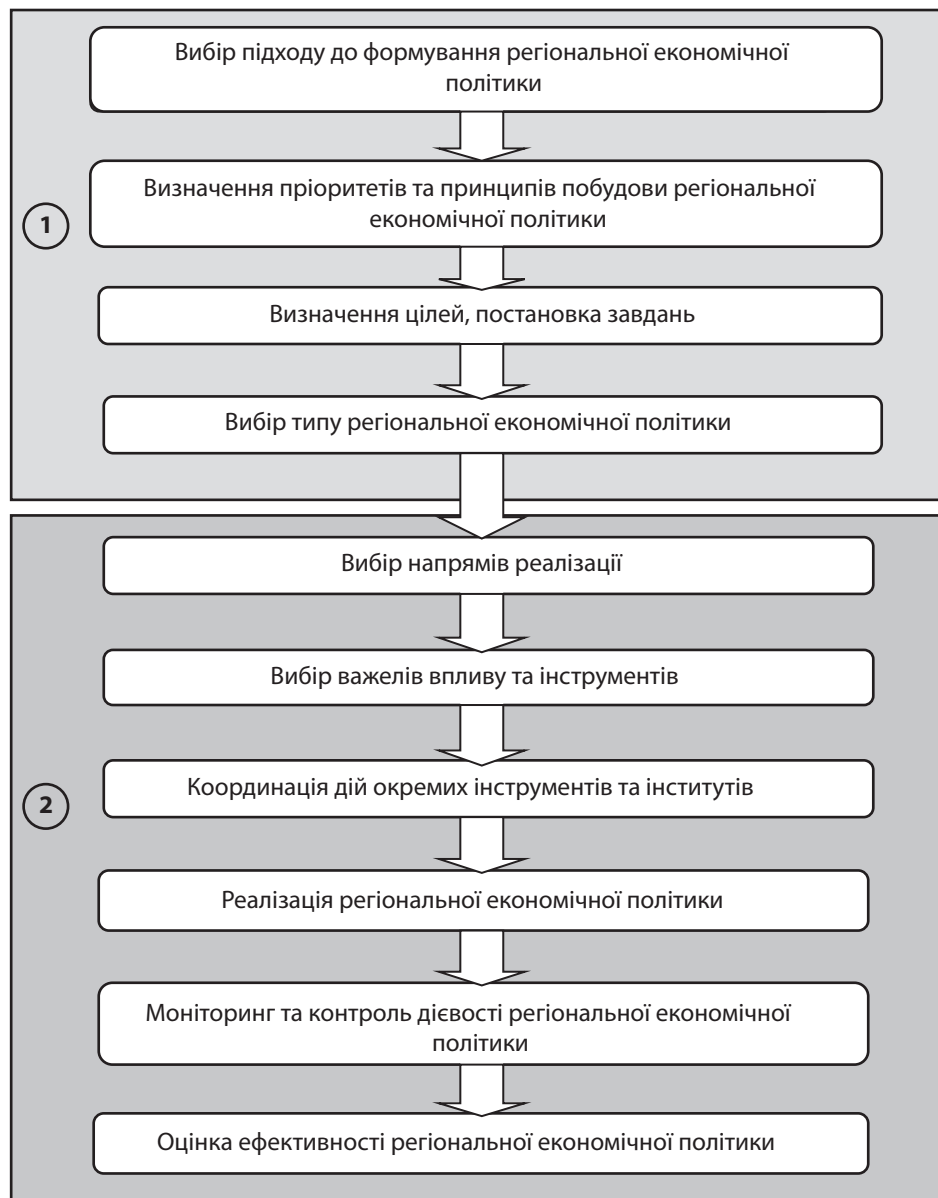 Вибір підходу до формування регіональної економічної
політики
Визначення пріоритетів та принципів побудови регіональної
економічної політики
1
Визначення цілей, постановка завдань
Вибір типу регіональної економічної політики
Вибір напрямів реалізації
Вибір важелів впливу та інструментів
2
Координація дій окремих інструментів та інститутів
Реалізація регіональної економічної політики
Моніторинг та контроль дієвості регіональної економічної
політики
Оцінка ефективності регіональної економічної політики